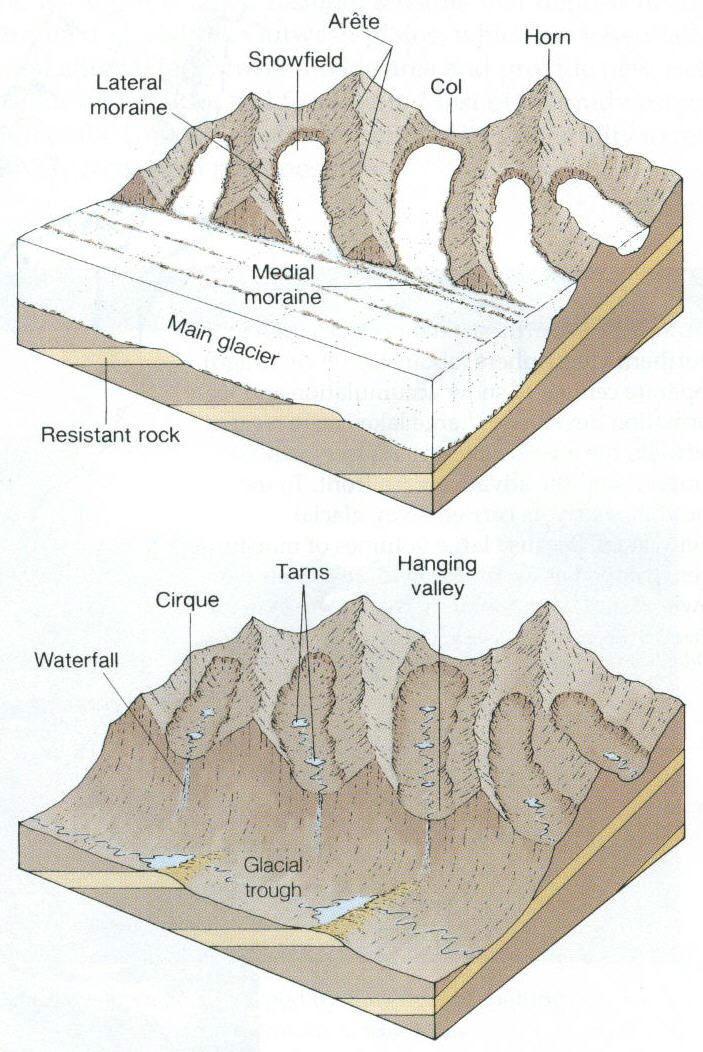 Arête
Horn
Snowfield
Lateral
moraine
Col
Medial
moraine
Main glacier
Resistant rock
Hanging
valley
Tarns
Cirque
Waterfall
Glacial
trough